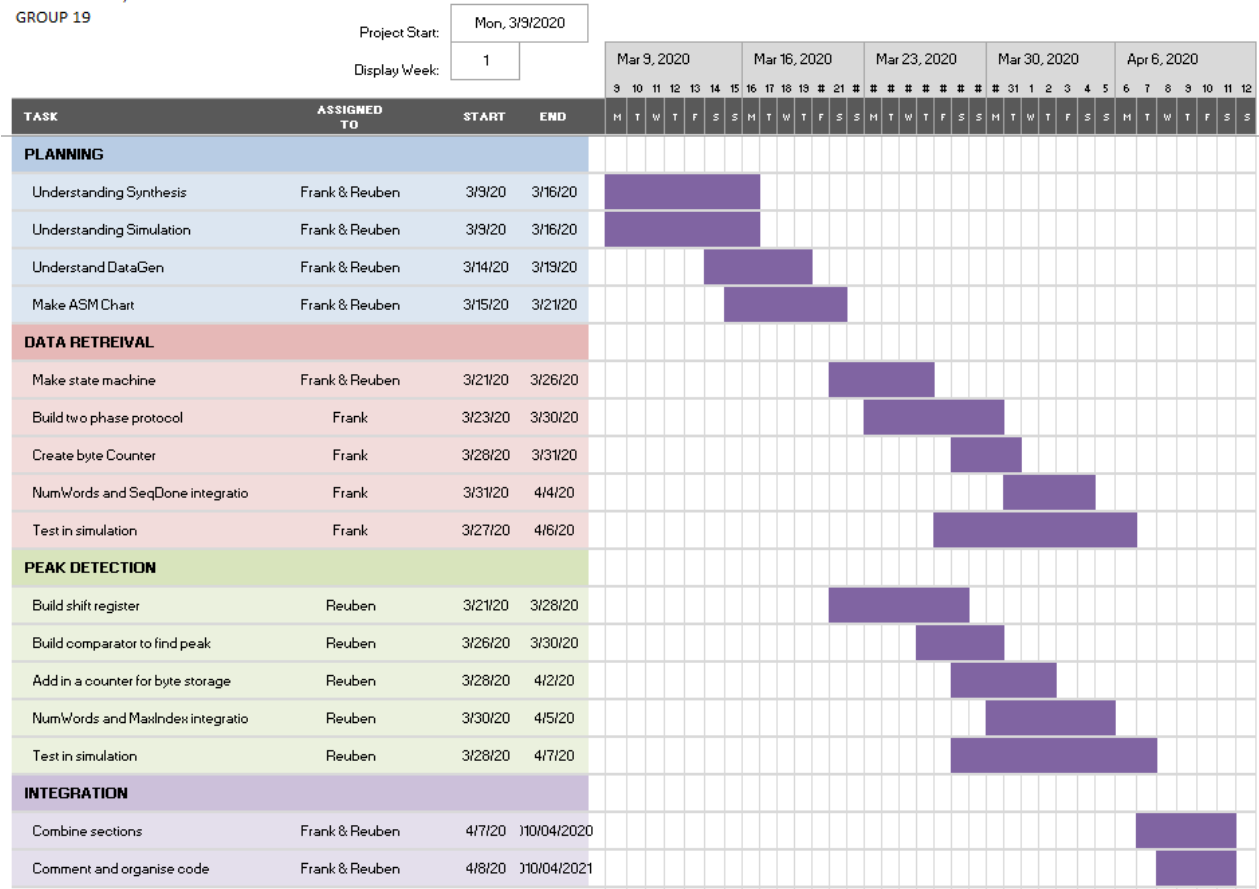 GROUP 19
Project Start: Mon, 3/9/2020
Display Week: 1
Mar 9, 2020 Mar 16, 2020 Mar 23, 2020 Mar 30, 2020 Apr 6, 2020
9 10 11 12 13 14 15 16 17 18 19 # 21 # # # # # # # # # 31 1 2 3 4 5 6 7 8 9 10 11 12
TASK ASSIGNED TO START END M T W T F S S M T W T F S S M T W T F S S M T W T F S S M T W T F S S
PLANNING
Understanding Synthesis Frank & Reuben 3/9/20 3/16/20
Understanding Simulation Frank & Reuben 3/9/20 3/16/20
Understand DataGen Frank & Reuben 3/14/20 3/19/20
Make ASM Chart Frank & Reuben 3/15/20 3/21/20
DATA RETREIVAL
Make state machine Frank & Reuben 3/21/20 3/26/20
Build two phase protocol Frank 3/23/20 3/30/20
Create byte Counter Frank 3/28/20 3/31/20
NumWords and SeqDone integratio Frank 3/31/20 4/4/20
Test in simulation Frank 3/27/20 4/6/20
PEAK DETECTION
Build shift register Reuben 3/21/20 3/28/20
Build comparator to find peak Reuben 3/26/20 3/30/20
Add in a counter for byte storage Reuben 3/28/20 4/2/20
NumWords and MaxIndex integratio Reuben 3/30/20 4/5/20
Test in simulation Reuben 3/28/20 4/7/20
INTEGRATION
Combine sections Frank & Reuben 4/7/20 )10/04/2020
Comment and organise code Frank & Reuben 4/8/20 )10/04/2021